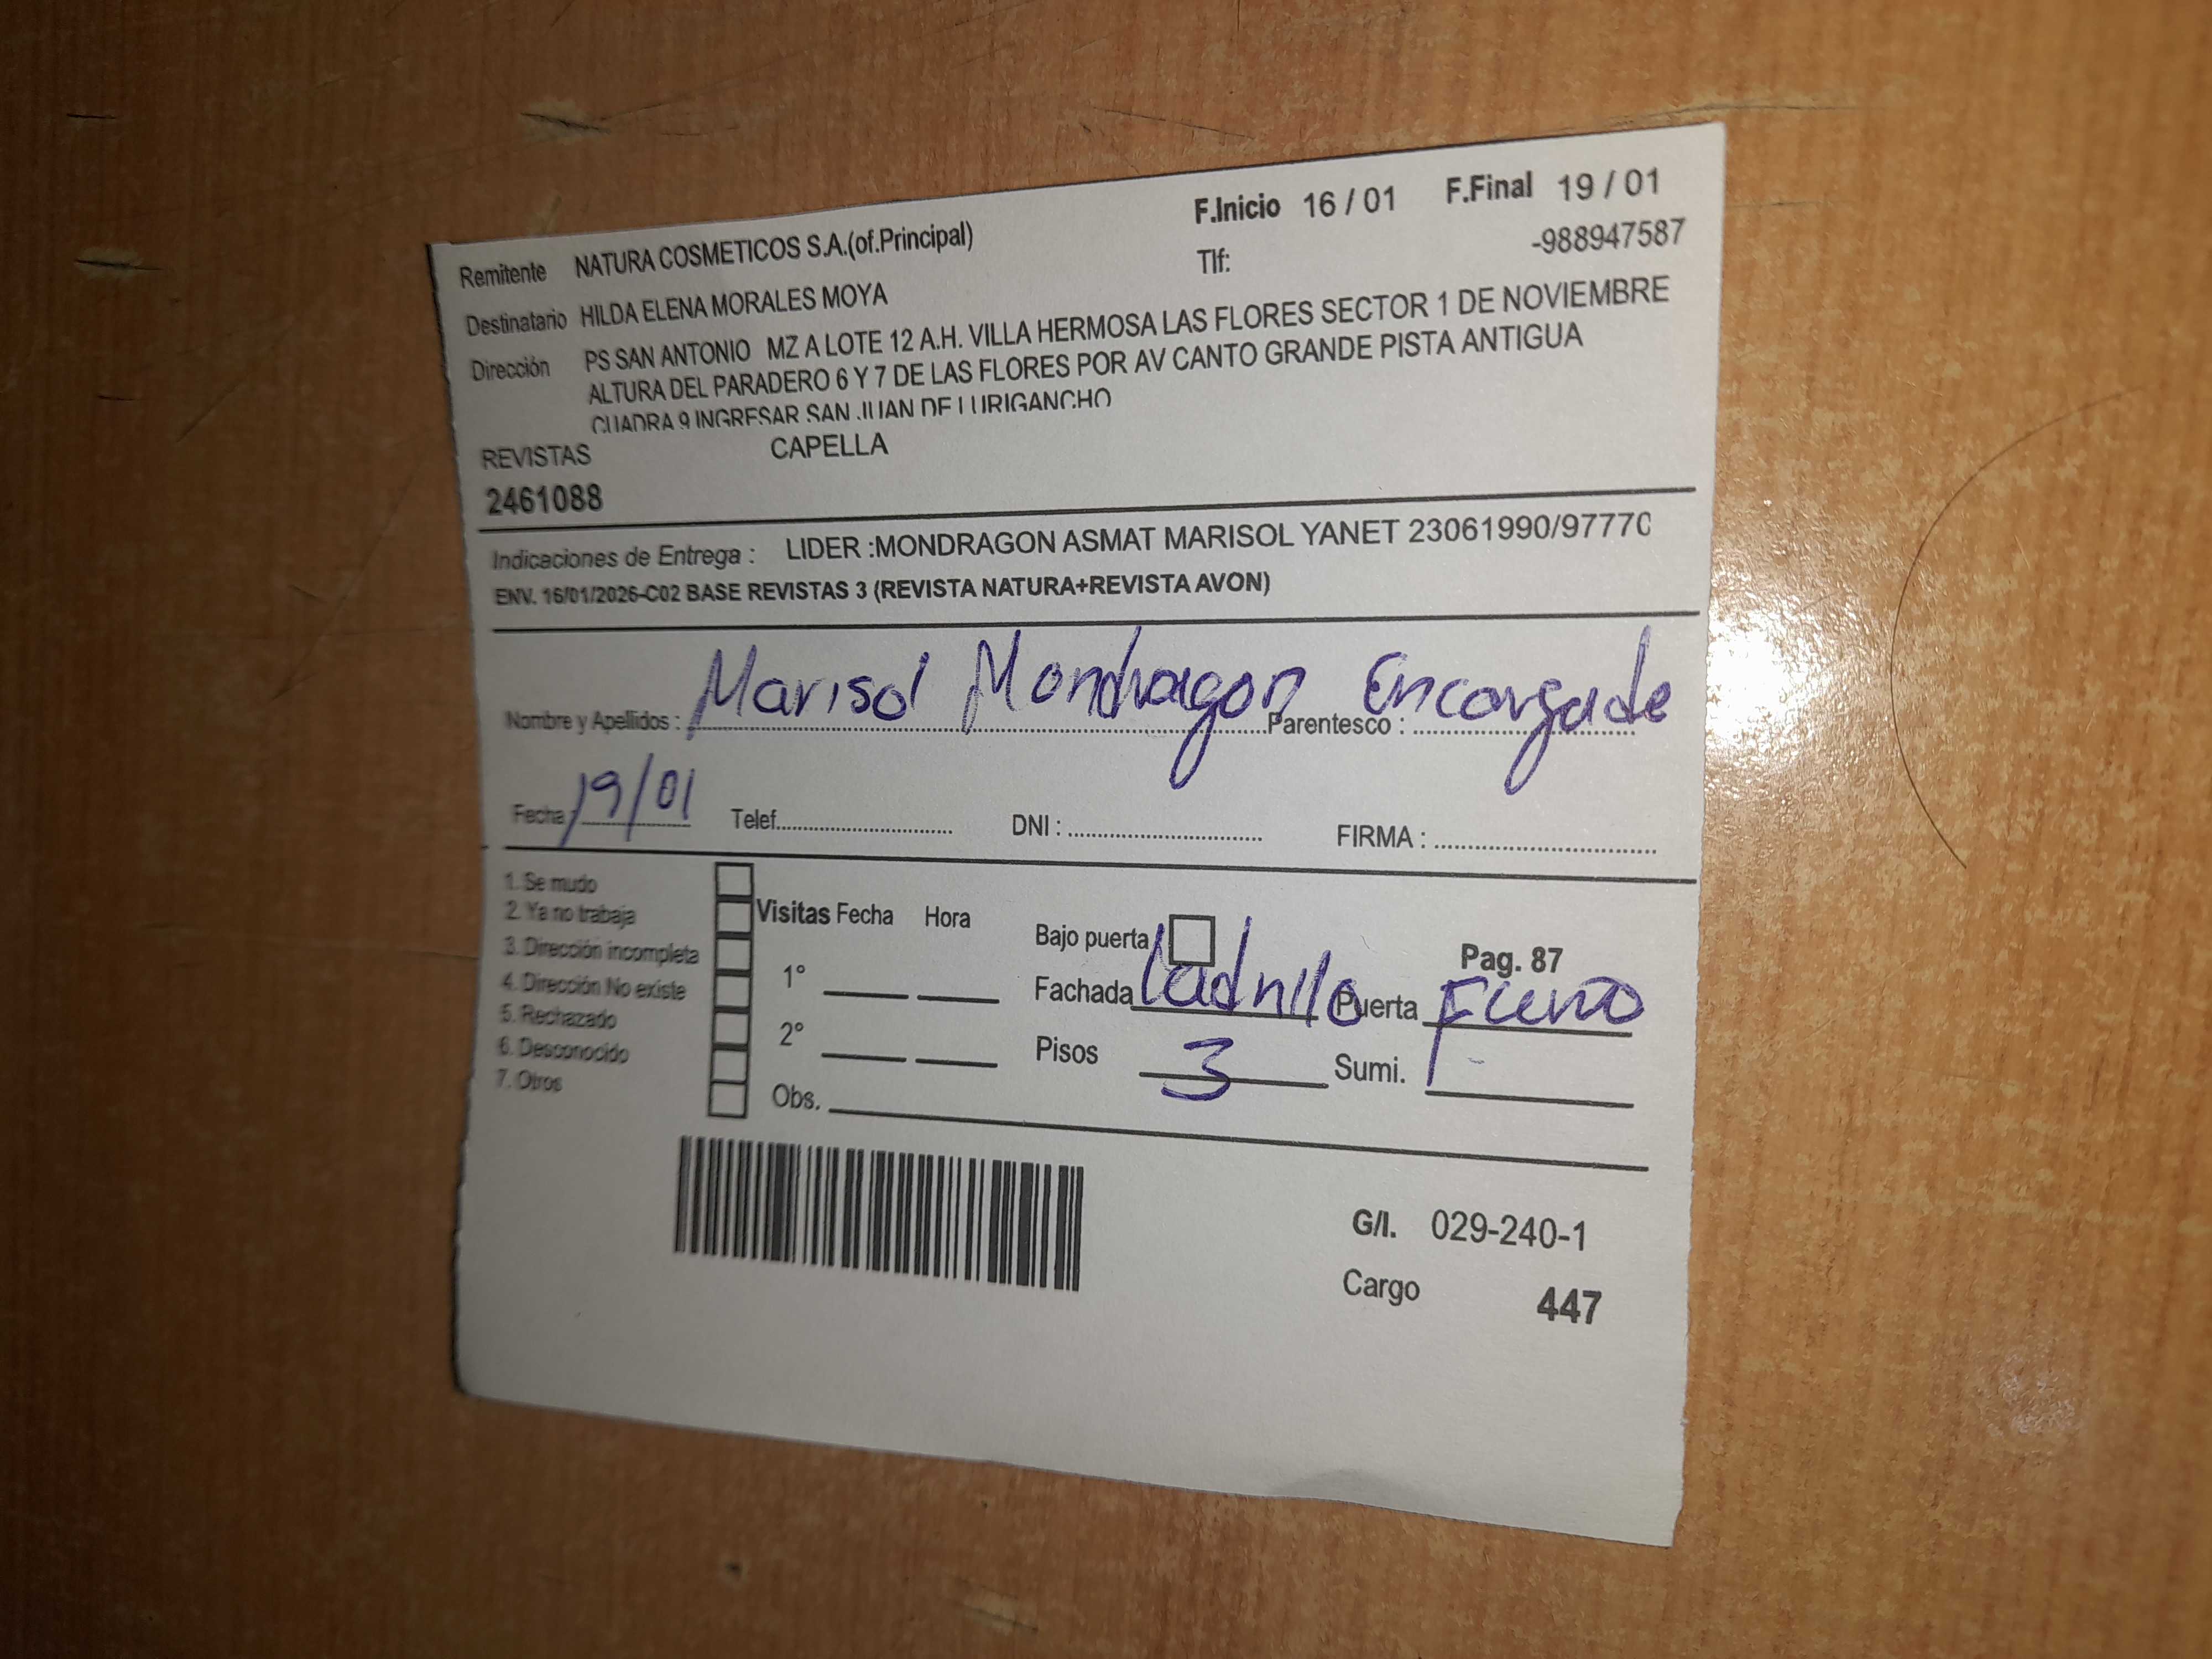 F.Inicio 16 / 01 F.Final 19 / 01
Remitente NATURA COSMETICOS S.A.(of.Principal) Tlf: -988947587
Destinatario HILDA ELENA MORALES MOYA
Dirección PS SAN ANTONIO MZ A LOTE 12 A.H. VILLA HERMOSA LAS FLORES SECTOR 1 DE NOVIEMBRE
ALTURA DEL PARADERO 6 Y 7 DE LAS FLORES POR AV CANTO GRANDE PISTA ANTIGUA
CUADRA 9 INGRESAR SAN JUAN DE LURIGANCHO
REVISTAS CAPELLA
2461088
Indicaciones de Entrega : LIDER :MONDRAGON ASMAT MARISOL YANET 23061990/97770
ENV. 16/01/2026-C02 BASE REVISTAS 3 (REVISTA NATURA+REVISTA AVON)
Nombre y Apellidos : Marisol Mondragon Parentesco : Encargade
Fecha 19/01 Telef. DNI : FIRMA :
1. Se mudo
2. Ya no trabaja
3. Dirección incompleta
4. Dirección No existe
5. Rechazado
6. Desconocido
7. Otros
Visitas Fecha Hora
1°
2°
Obs.
Bajo puerta Pag. 87
Fachada Ladrillo Puerta Fierro
Pisos 3 Sumi.
G/I. 029-240-1
Cargo 447